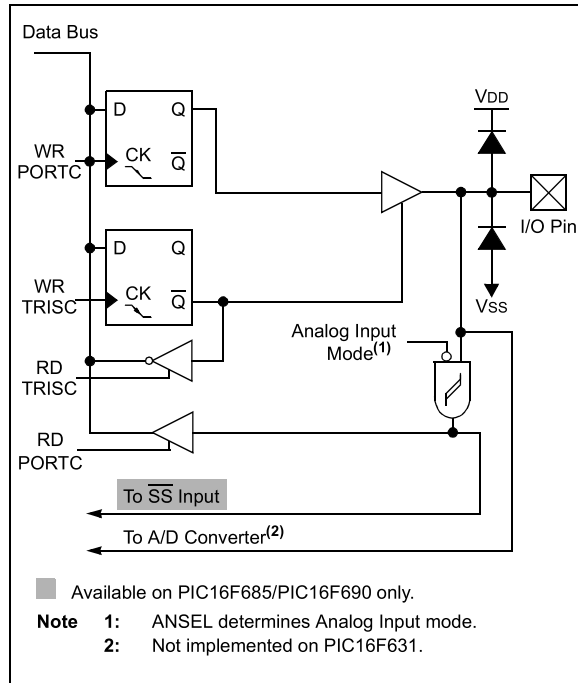 Data Bus
D Q
WR
PORTC
CK Q̅
VDD
I/O Pin
D Q
WR
TRISC
CK Q̅
VSS
Analog Input
Mode(1)
RD
TRISC
RD
PORTC
To S̅S̅ Input
To A/D Converter(2)
Available on PIC16F685/PIC16F690 only.
Note 1: ANSEL determines Analog Input mode.
2: Not implemented on PIC16F631.